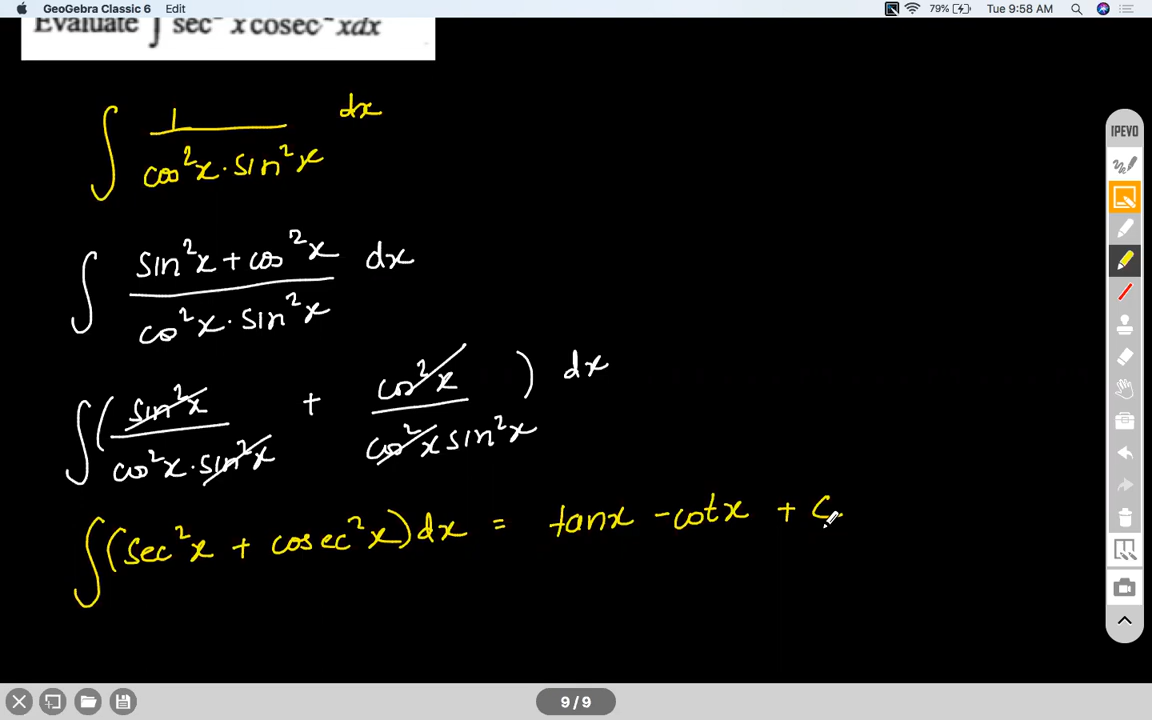 GeoGebra Classic 6 Edit 79% Tue 9:58 AM
Evaluate ∫ sec² x cosec² x dx
IPEVO
∫ 1/(cos²x · sin²x) dx
∫ (sin²x + cos²x)/(cos²x · sin²x) dx
∫ ( sin²x/(cos²x · sin²x) + cos²x/(cos²x sin²x) ) dx
∫ (sec²x + cosec²x) dx = tanx - cotx + C
9 / 9